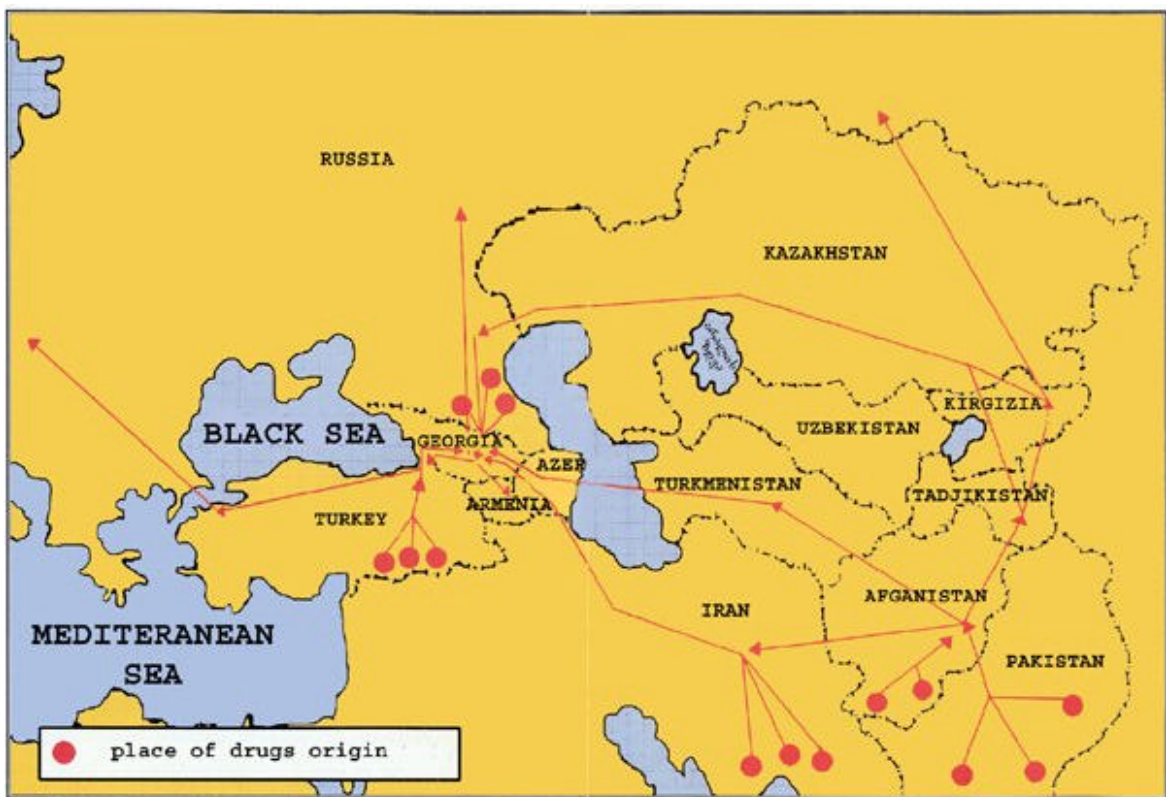 RUSSIA
KAZAKHSTAN
KIRGIZIA
UZBEKISTAN
BLACK SEA
GEORGIA
AZER
TURKMENISTAN
TADJIKISTAN
ARMENIA
TURKEY
AFGANISTAN
IRAN
MEDITERANEAN
SEA
PAKISTAN
place of drugs origin